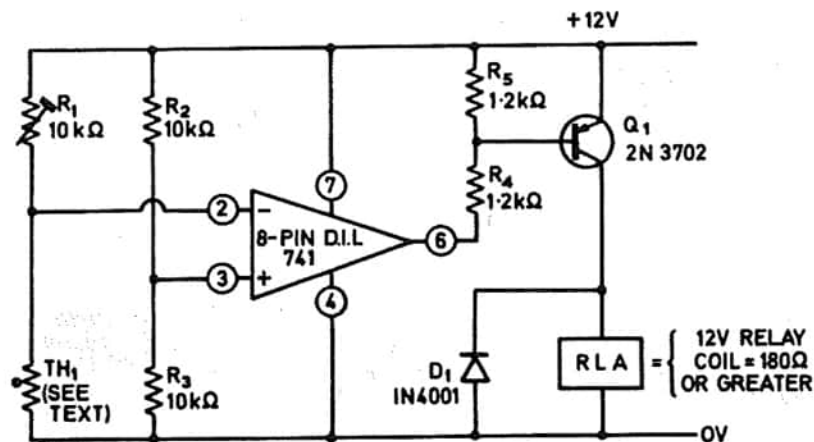 +12V
R1
10kΩ
R2
10kΩ
R5
1·2kΩ
Q1
2N 3702
R4
1·2kΩ
7
2
-
8-PIN D.I.L
741
6
3
+
4
TH1
(SEE
TEXT)
R3
10kΩ
D1
IN4001
RLA
=
12V RELAY
COIL = 180Ω
OR GREATER
0V